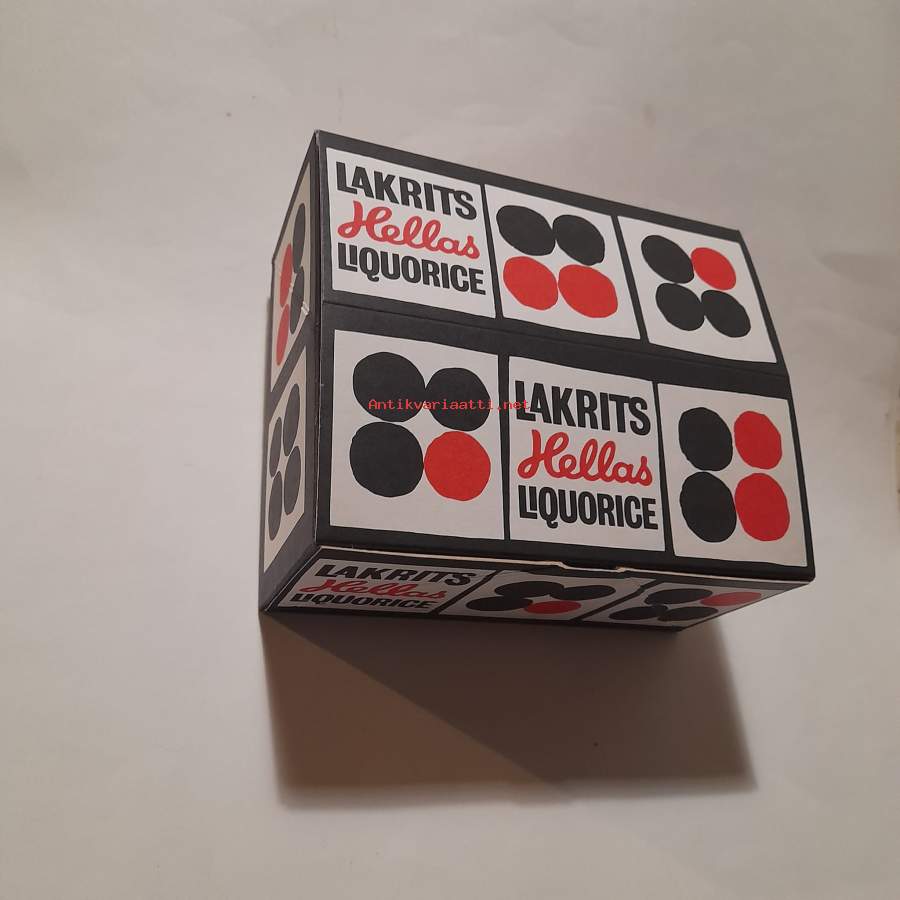 LAKRITS
Hellas
LIQUORICE
Antikvariaatti.net
LAKRITS
Hellas
LIQUORICE
LAKRITS
Hellas
LIQUORICE